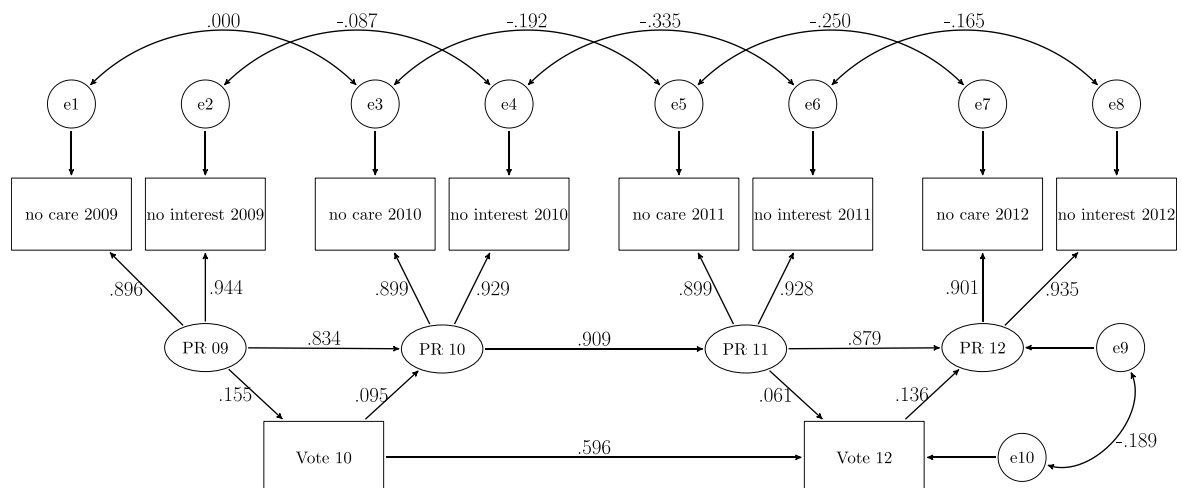 .000
-.087
-.192
-.335
-.250
-.165
e1
e2
e3
e4
e5
e6
e7
e8
no care 2009
no interest 2009
no care 2010
no interest 2010
no care 2011
no interest 2011
no care 2012
no interest 2012
.896
.944
.899
.929
.899
.928
.901
.935
PR 09
.834
PR 10
.909
PR 11
.879
PR 12
e9
.155
.095
.061
.136
Vote 10
.596
Vote 12
e10
-.189